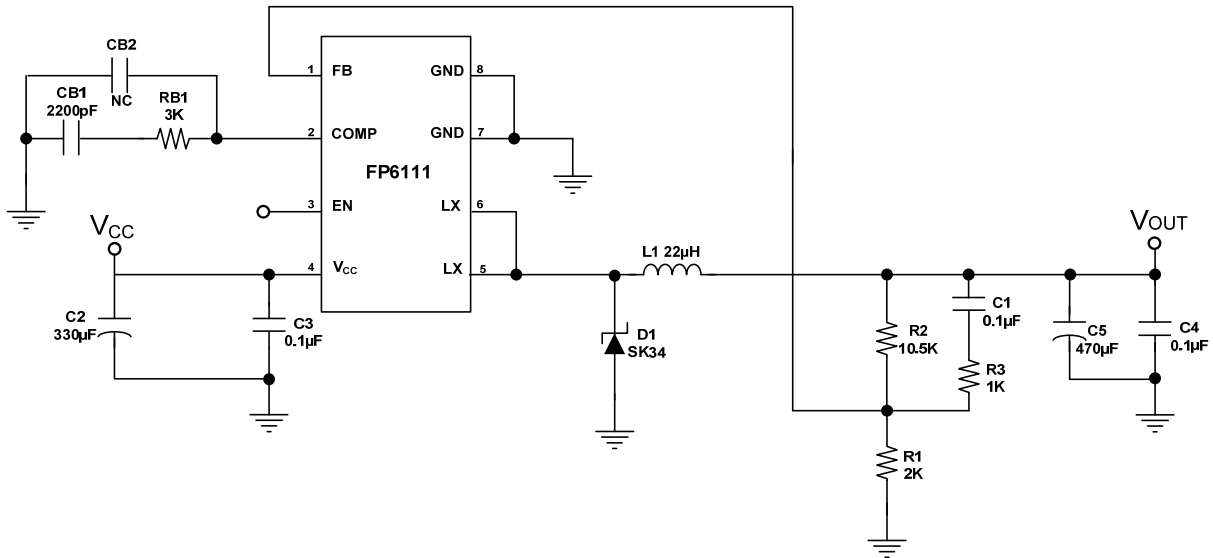 CB2
NC
CB1
2200pF
RB1
3K
1
FB
GND
8
2
COMP
GND
7
FP6111
3
EN
LX
6
4
VCC
LX
5
VCC
C2
330µF
C3
0.1µF
L1 22µH
D1
SK34
VOUT
R2
10.5K
C1
0.1µF
R3
1K
C5
470µF
C4
0.1µF
R1
2K